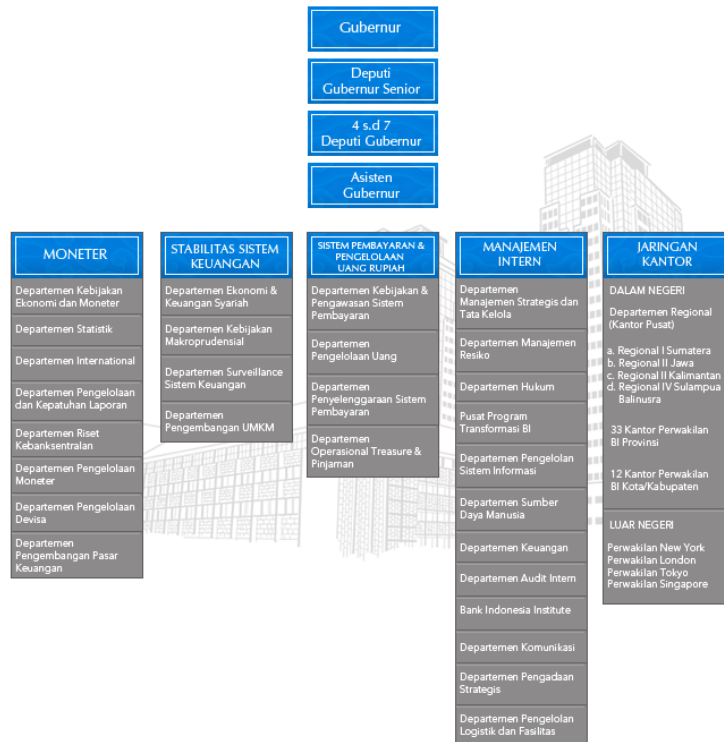 Gubernur
Deputi
Gubernur Senior
4 s.d 7
Deputi Gubernur
Asisten
Gubernur
MONETER
Departemen Kebijakan
Ekonomi dan Moneter
Departemen Statistik
Departemen International
Departemen Pengelolaan
dan Kepatuhan Laporan
Departemen Riset
Kebanksentralan
Departemen Pengelolaan
Moneter
Departemen Pengelolaan
Devisa
Departemen
Pengembangan Pasar
Keuangan
STABILITAS SISTEM
KEUANGAN
Departemen Ekonomi &
Keuangan Syariah
Departemen Kebijakan
Makroprudensial
Departemen Surveillance
Sistem Keuangan
Departemen
Pengembangan UMKM
SISTEM PEMBAYARAN &
PENGELOLAAN
UANG RUPIAH
Departemen Kebijakan &
Pengawasan Sistem
Pembayaran
Departemen
Pengelolaan Uang
Departemen
Penyelenggaraan Sistem
Pembayaran
Departemen
Operasional Treasure &
Pinjaman
MANAJEMEN
INTERN
Departemen
Manajemen Strategis dan
Tata Kelola
Departemen Manajemen
Resiko
Departemen Hukum
Pusat Program
Transformasi BI
Departemen Pengelolan
Sistem Informasi
Departemen Sumber
Daya Manusia
Departemen Keuangan
Departemen Audit Intern
Bank Indonesia Institute
Departemen Komunikasi
Departemen Pengadaan
Strategis
Departemen Pengelolan
Logistik dan Fasilitas
JARINGAN
KANTOR
DALAM NEGERI
Departemen Regional
(Kantor Pusat)
a. Regional I Sumatera
b. Regional II Jawa
c. Regional II Kalimantan
d. Regional IV Sulampua
Balinusra
33 Kantor Perwakilan
BI Provinsi
12 Kantor Perwakilan
BI Kota/Kabupaten
LUAR NEGERI
Perwakilan New York
Perwakilan London
Perwakilan Tokyo
Perwakilan Singapore